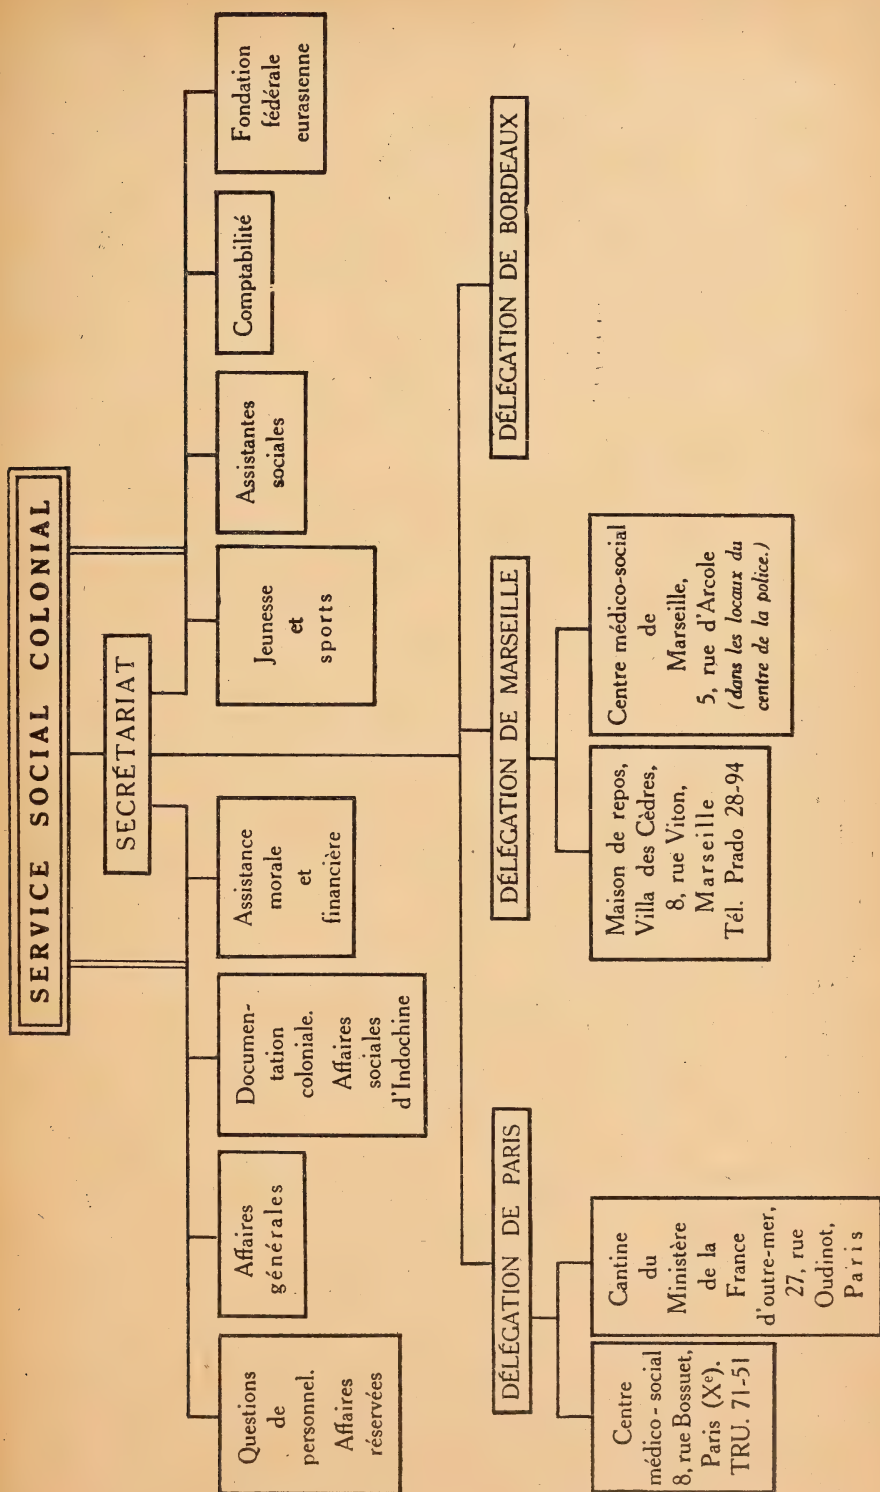 SERVICE SOCIAL COLONIAL
SECRÉTARIAT
Questions
de
personnel.
Affaires
réservées
Affaires
générales
Documen-
tation
coloniale.
Affaires
sociales
d'Indochine
Assistance
morale
et
financière
Jeunesse
et
sports
Assistantes
sociales
Comptabilité
Fondation
fédérale
eurasienne
DÉLÉGATION DE PARIS
DÉLÉGATION DE MARSEILLE
DÉLÉGATION DE BORDEAUX
Centre
médico-social
8, rue Bossuet,
Paris (Xᵉ).
TRU. 71-51
Cantine
du
Ministère
de la
France
d'outre-mer,
27, rue
Oudinot,
Paris
Maison de repos,
Villa des Cèdres,
8, rue Viton,
Marseille
Tél. Prado 28-94
Centre médico-social
de
Marseille,
5, rue d'Arcole
(dans les locaux du
centre de la police.)